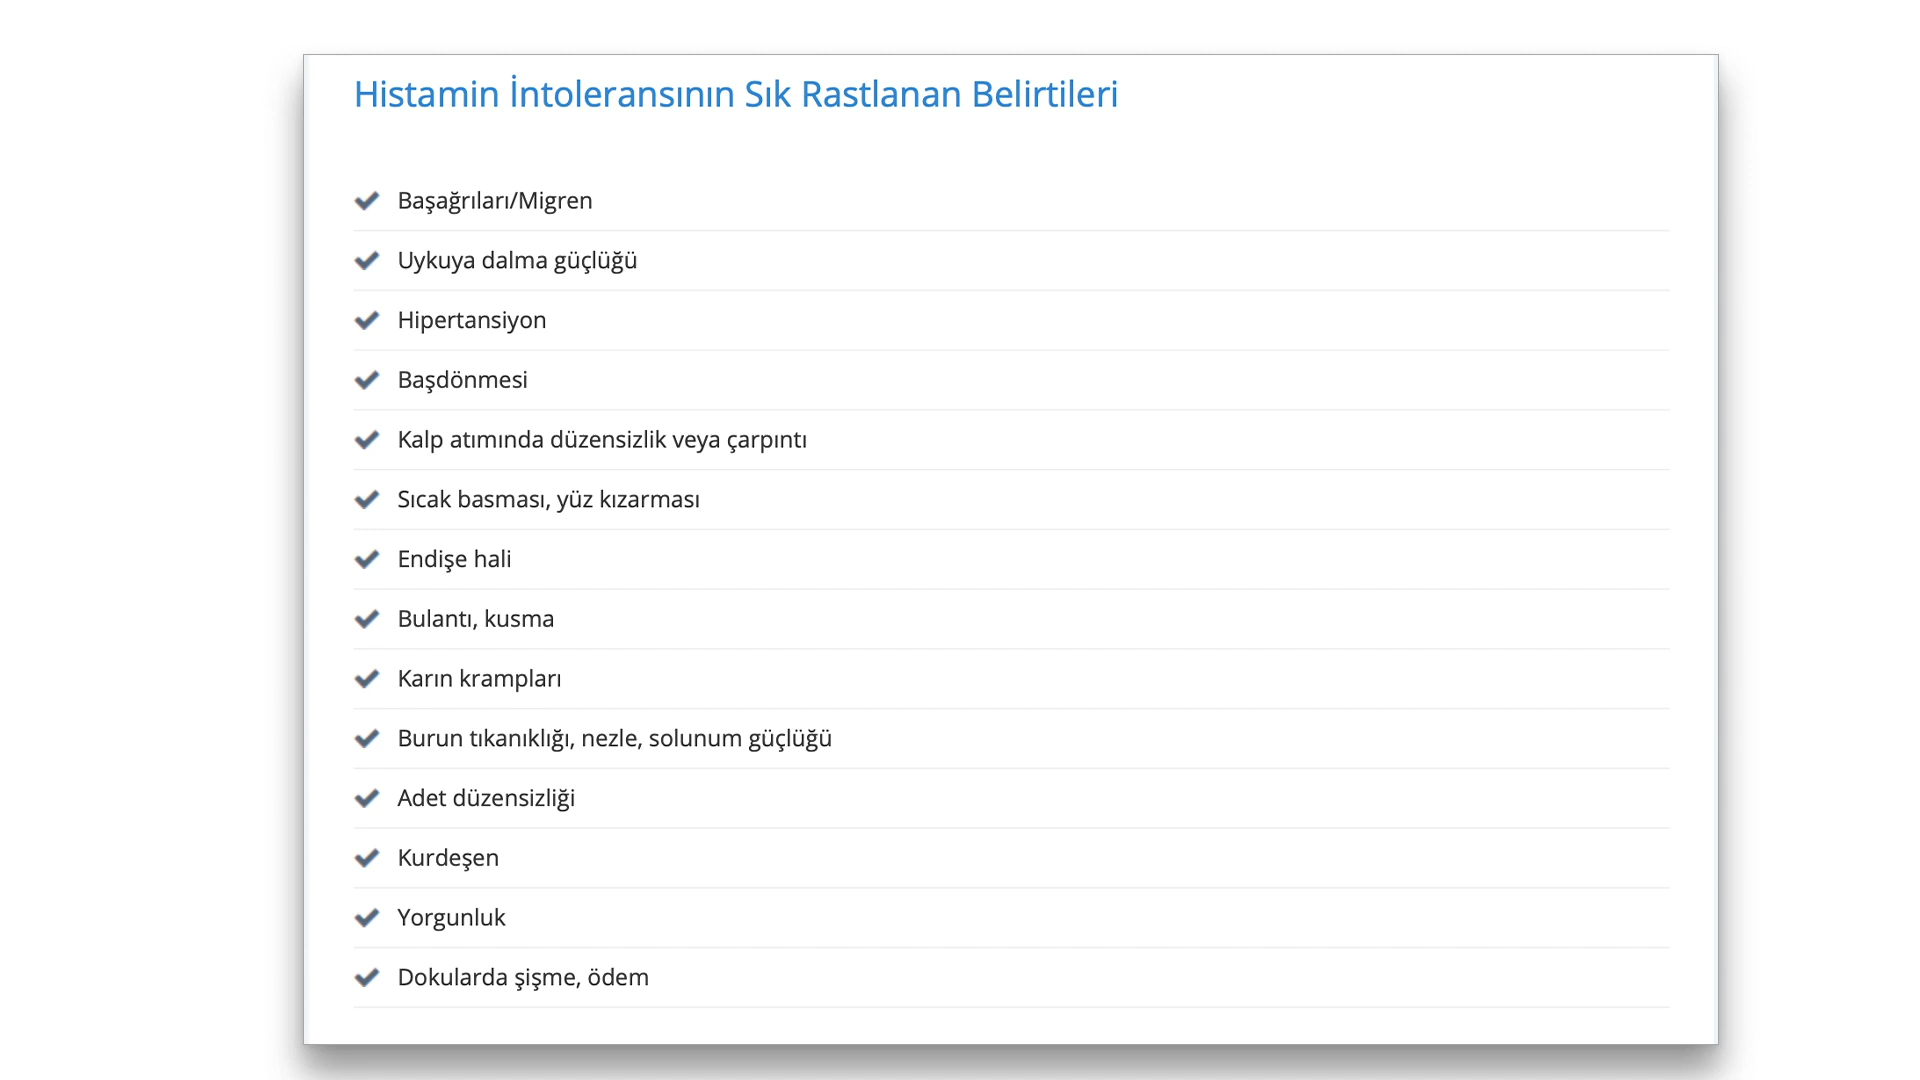 Histamin İntoleransının Sık Rastlanan Belirtileri
Başağrıları/Migren
Uykuya dalma güçlüğü
Hipertansiyon
Başdönmesi
Kalp atımında düzensizlik veya çarpıntı
Sıcak basması, yüz kızarması
Endişe hali
Bulantı, kusma
Karın krampları
Burun tıkanıklığı, nezle, solunum güçlüğü
Adet düzensizliği
Kurdeşen
Yorgunluk
Dokularda şişme, ödem